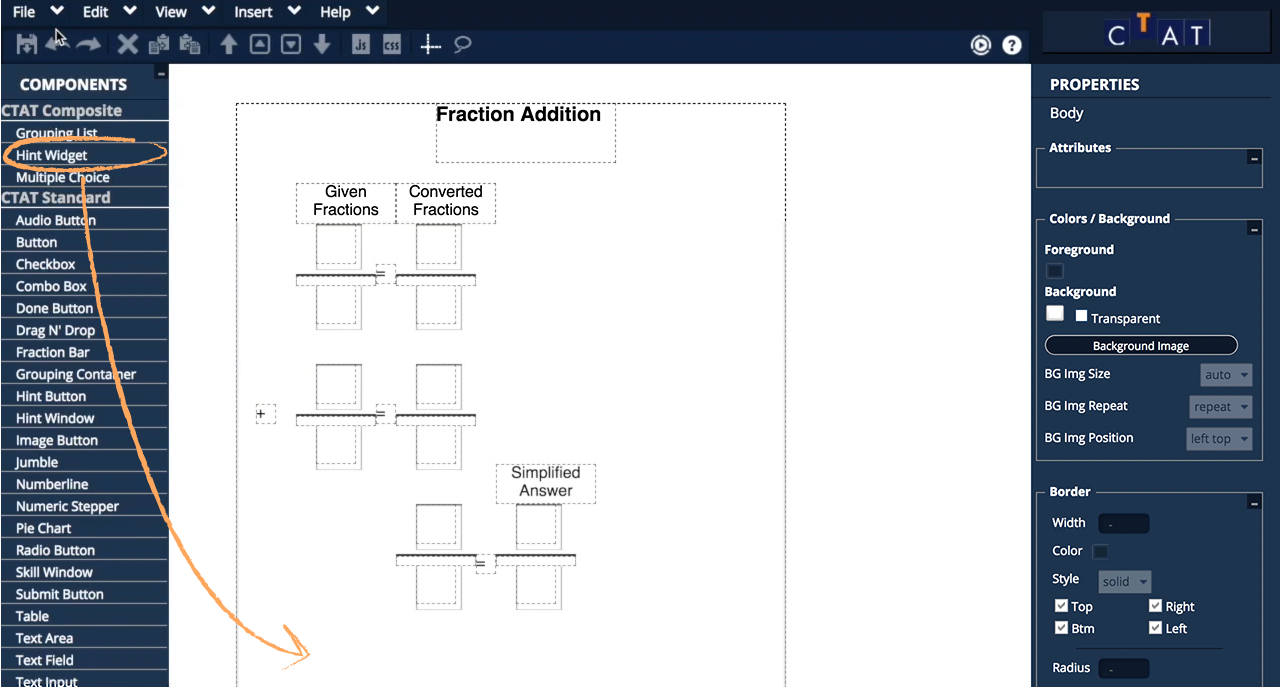 File Edit View Insert Help
js css
?
CTAT
COMPONENTS
CTAT Composite
Grouping List
Hint Widget
Multiple Choice
CTAT Standard
Audio Button
Button
Checkbox
Combo Box
Done Button
Drag N' Drop
Fraction Bar
Grouping Container
Hint Button
Hint Window
Image Button
Jumble
Numberline
Numeric Stepper
Pie Chart
Radio Button
Skill Window
Submit Button
Table
Text Area
Text Field
Text Input
Fraction Addition
Given
Fractions
Converted
Fractions
=
+
=
Simplified
Answer
=
PROPERTIES
Body
Attributes
Colors / Background
Foreground
Background
Transparent
Background Image
BG Img Size auto
BG Img Repeat repeat
BG Img Position left top
Border
Width -
Color
Style solid
Top Right
Btm Left
Radius -